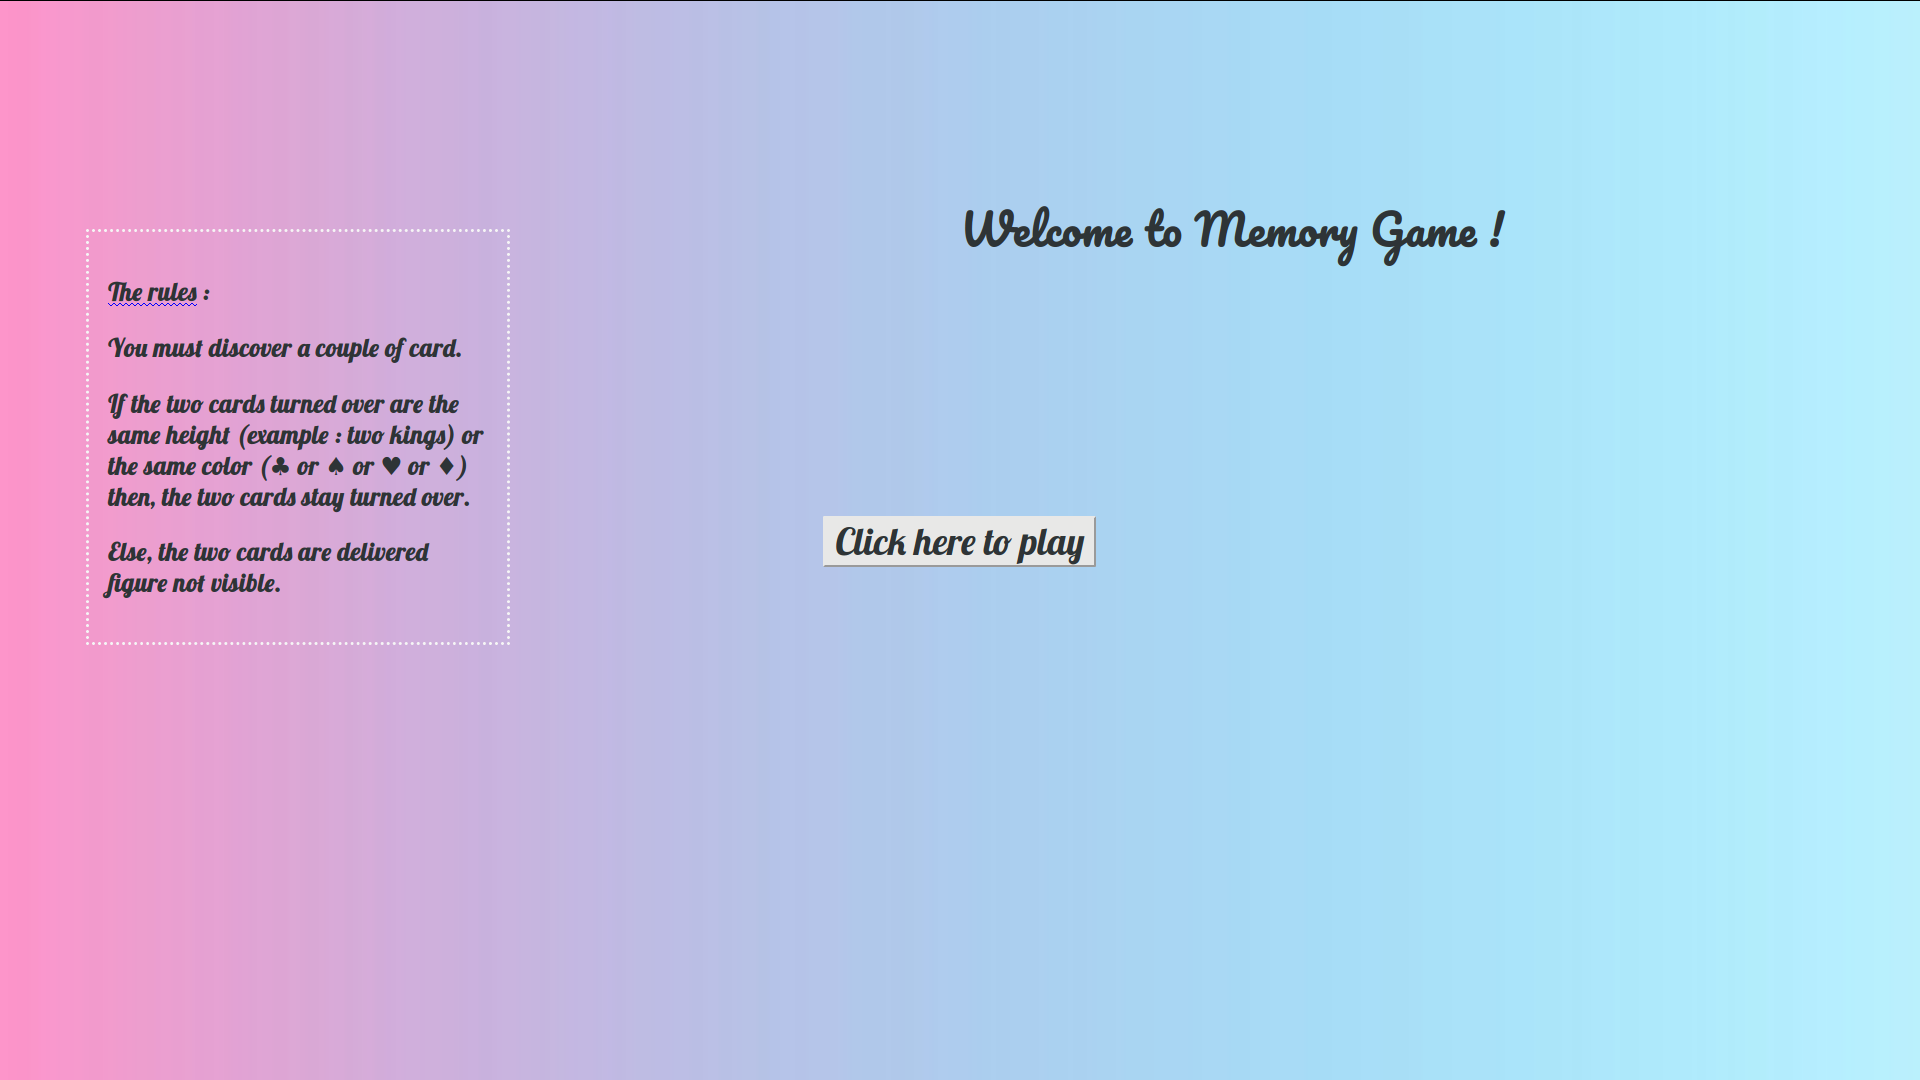 Welcome to Memory Game !
The rules :
You must discover a couple of card.
If the two cards turned over are the
same height (example : two kings) or
the same color (♣ or ♠ or ♥ or ♦)
then, the two cards stay turned over.
Else, the two cards are delivered
figure not visible.
Click here to play